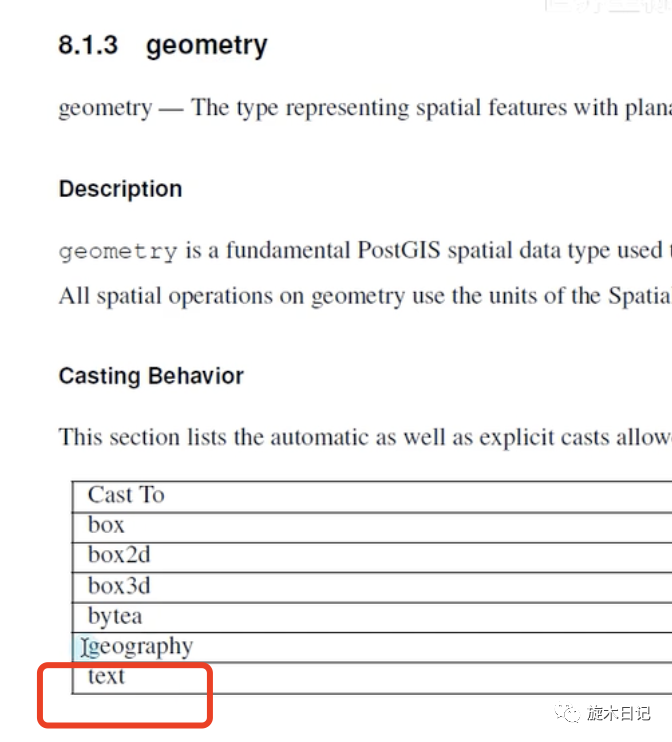 8.1.3 geometry
geometry — The type representing spatial features with plana
Description
geometry is a fundamental PostGIS spatial data type used
All spatial operations on geometry use the units of the Spatia
Casting Behavior
This section lists the automatic as well as explicit casts allow
Cast To
box
box2d
box3d
bytea
geography
text
旋木日记